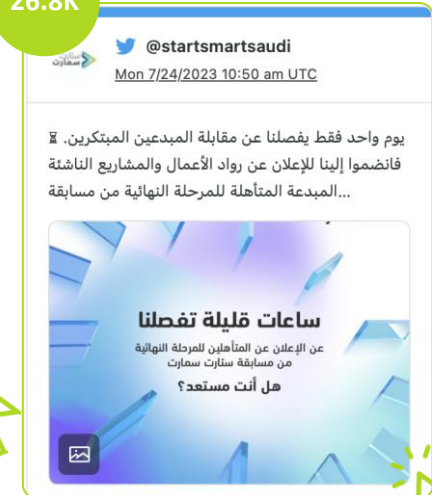 26.8K
ستارت
سمارت
@startsmartsaudi
Mon 7/24/2023 10:50 am UTC
يوم واحد فقط يفصلنا عن مقابلة المبدعين المبتكرين. ⏳
فانضموا إلينا للإعلان عن رواد الأعمال والمشاريع الناشئة
المبدعة المتأهلة للمرحلة النهائية من مسابقة...
ساعات قليلة تفصلنا
عن الإعلان عن المتأهلين للمرحلة النهائية
من مسابقة ستارت سمارت
هل أنت مستعد؟